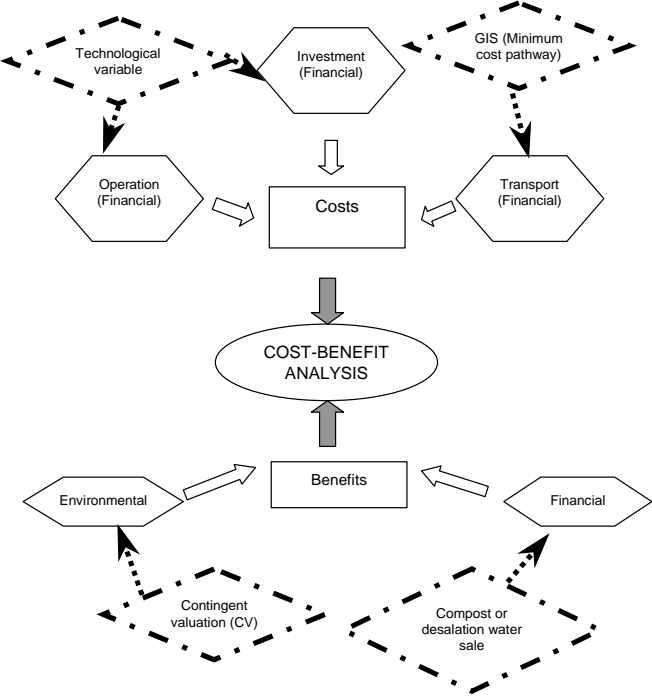 Technological
variable
Investment
(Financial)
GIS (Minimum
cost pathway)
Operation
(Financial)
Costs
Transport
(Financial)
COST-BENEFIT
ANALYSIS
Environmental
Benefits
Financial
Contingent
valuation (CV)
Compost or
desalation water
sale